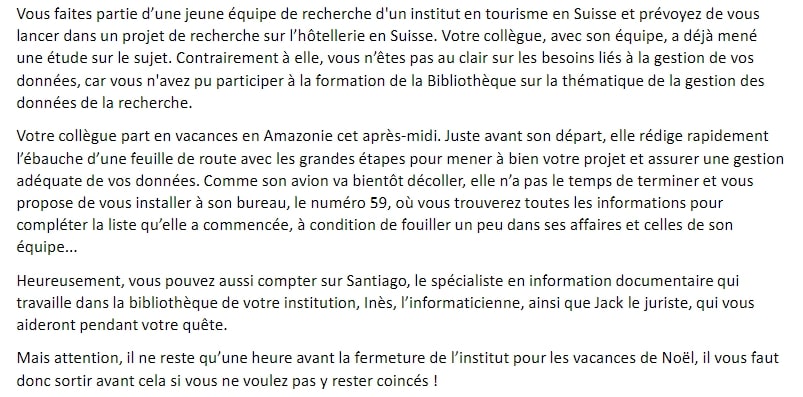 Vous faites partie d’une jeune équipe de recherche d'un institut en tourisme en Suisse et prévoyez de vous
lancer dans un projet de recherche sur l’hôtellerie en Suisse. Votre collègue, avec son équipe, a déjà mené
une étude sur le sujet. Contrairement à elle, vous n’êtes pas au clair sur les besoins liés à la gestion de vos
données, car vous n'avez pu participer à la formation de la Bibliothèque sur la thématique de la gestion des
données de la recherche.
Votre collègue part en vacances en Amazonie cet après-midi. Juste avant son départ, elle rédige rapidement
l’ébauche d’une feuille de route avec les grandes étapes pour mener à bien votre projet et assurer une gestion
adéquate de vos données. Comme son avion va bientôt décoller, elle n’a pas le temps de terminer et vous
propose de vous installer à son bureau, le numéro 59, où vous trouverez toutes les informations pour
compléter la liste qu’elle a commencée, à condition de fouiller un peu dans ses affaires et celles de son
équipe...
Heureusement, vous pouvez aussi compter sur Santiago, le spécialiste en information documentaire qui
travaille dans la bibliothèque de votre institution, Inès, l’informaticienne, ainsi que Jack le juriste, qui vous
aideront pendant votre quête.
Mais attention, il ne reste qu’une heure avant la fermeture de l’institut pour les vacances de Noël, il vous faut
donc sortir avant cela si vous ne voulez pas y rester coincés !